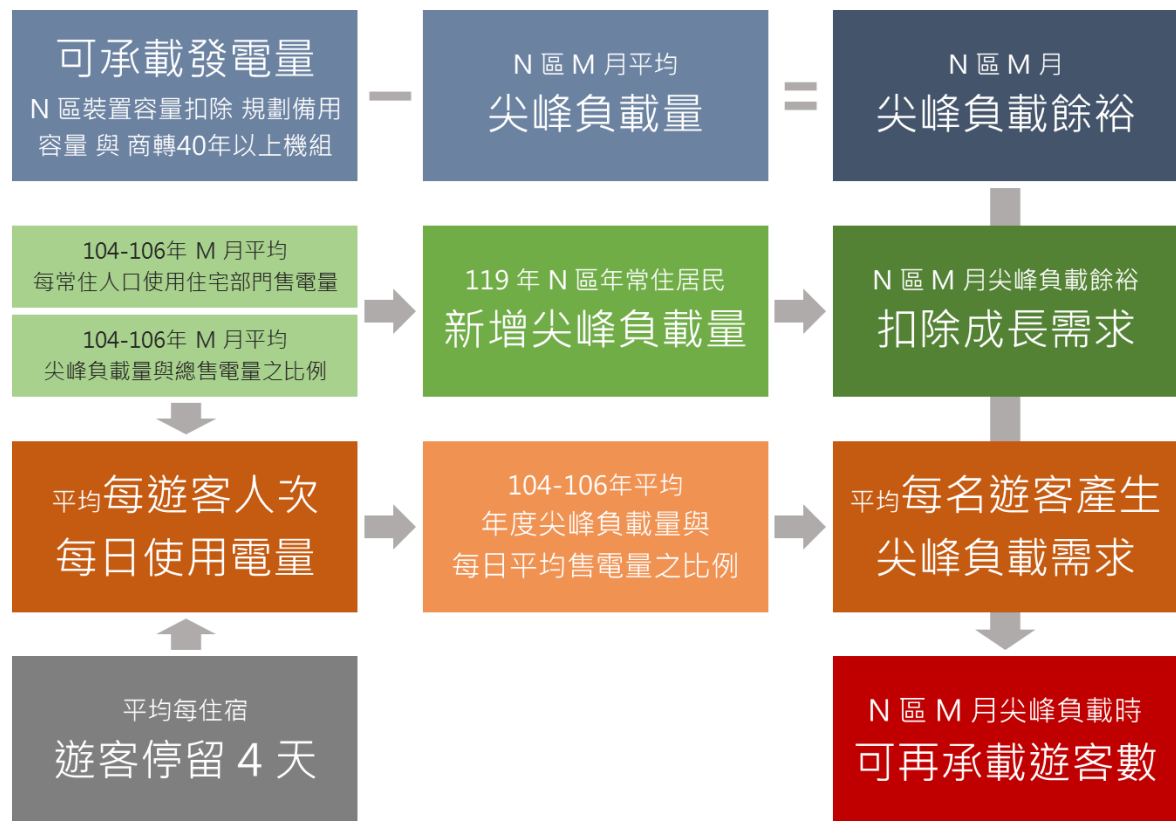 可承載發電量
N 區裝置容量扣除 規劃備用
容量 與 商轉40年以上機組
N 區 M 月平均
尖峰負載量
N 區 M 月
尖峰負載餘裕
104-106年 M 月平均
每常住人口使用住宅部門售電量
104-106年 M 月平均
尖峰負載量與總售電量之比例
119 年 N 區年常住居民
新增尖峰負載量
N 區 M 月尖峰負載餘裕
扣除成長需求
平均每遊客人次
每日使用電量
104-106年平均
年度尖峰負載量與
每日平均售電量之比例
平均每名遊客產生
尖峰負載需求
平均每住宿
遊客停留 4 天
N 區 M 月尖峰負載時
可再承載遊客數